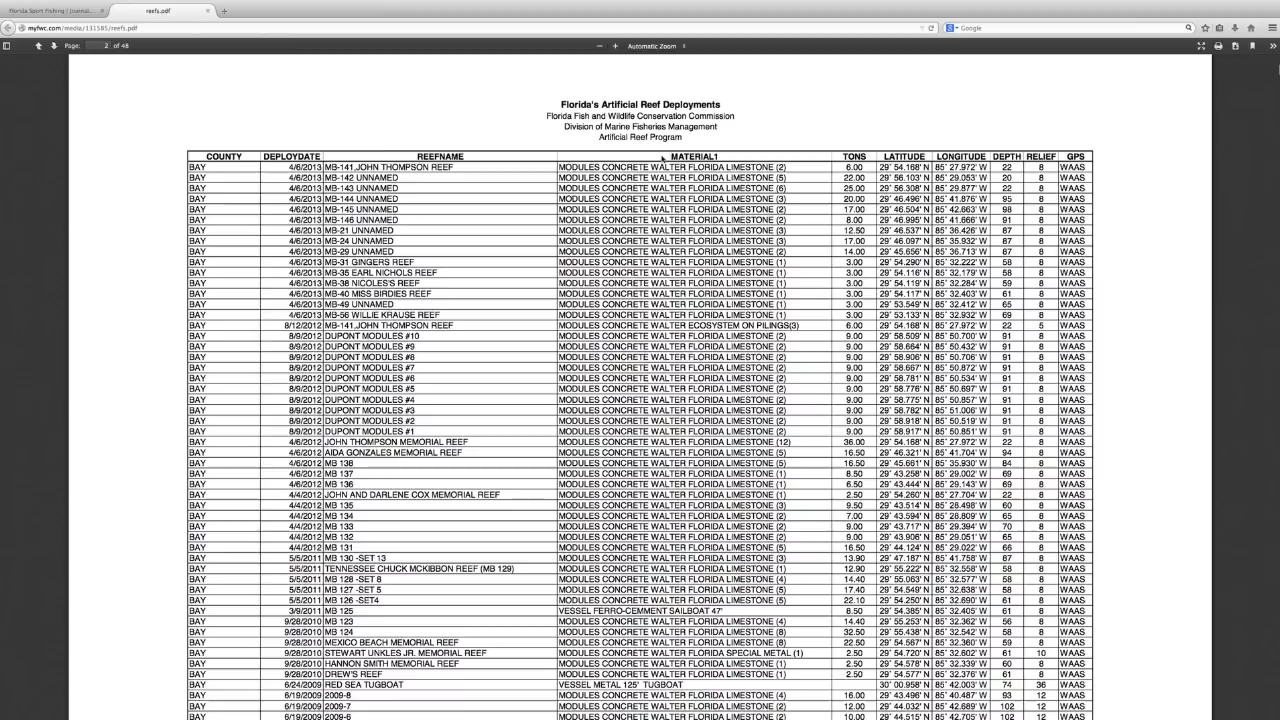 Florida Sport Fishing | Journal...
reefs.pdf
myfwc.com/media/131585/reefs.pdf
Google
Page: 2 of 48
Automatic Zoom
Florida's Artificial Reef Deployments
Florida Fish and Wildlife Conservation Commission
Division of Marine Fisheries Management
Artificial Reef Program
COUNTY DEPLOYDATE REEFNAME MATERIAL1 TONS LATITUDE LONGITUDE DEPTH RELIEF GPS
BAY 4/6/2013 MB-141,JOHN THOMPSON REEF MODULES CONCRETE WALTER FLORIDA LIMESTONE (2) 6.00 29° 54.168' N 85° 27.972' W 22 8 WAAS
BAY 4/6/2013 MB-142 UNNAMED MODULES CONCRETE WALTER FLORIDA LIMESTONE (5) 22.00 29° 56.103' N 85° 29.053' W 20 8 WAAS
BAY 4/6/2013 MB-143 UNNAMED MODULES CONCRETE WALTER FLORIDA LIMESTONE (6) 25.00 29° 56.308' N 85° 29.877' W 22 8 WAAS
BAY 4/6/2013 MB-144 UNNAMED MODULES CONCRETE WALTER FLORIDA LIMESTONE (3) 20.00 29° 46.496' N 85° 41.876' W 95 8 WAAS
BAY 4/6/2013 MB-145 UNNAMED MODULES CONCRETE WALTER FLORIDA LIMESTONE (2) 17.00 29° 46.504' N 85° 42.663' W 98 8 WAAS
BAY 4/6/2013 MB-146 UNNAMED MODULES CONCRETE WALTER FLORIDA LIMESTONE (2) 8.00 29° 46.995' N 85° 41.666' W 91 8 WAAS
BAY 4/6/2013 MB-21 UNNAMED MODULES CONCRETE WALTER FLORIDA LIMESTONE (3) 12.50 29° 46.537' N 85° 36.426' W 87 8 WAAS
BAY 4/6/2013 MB-24 UNNAMED MODULES CONCRETE WALTER FLORIDA LIMESTONE (3) 17.00 29° 46.097' N 85° 35.932' W 87 8 WAAS
BAY 4/6/2013 MB-29 UNNAMED MODULES CONCRETE WALTER FLORIDA LIMESTONE (2) 14.00 29° 45.656' N 85° 36.713' W 87 8 WAAS
BAY 4/6/2013 MB-31 GINGERS REEF MODULES CONCRETE WALTER FLORIDA LIMESTONE (1) 3.00 29° 54.290' N 85° 32.222' W 58 8 WAAS
BAY 4/6/2013 MB-35 EARL NICHOLS REEF MODULES CONCRETE WALTER FLORIDA LIMESTONE (1) 3.00 29° 54.116' N 85° 32.179' W 58 8 WAAS
BAY 4/6/2013 MB-38 NICOLES'S REEF MODULES CONCRETE WALTER FLORIDA LIMESTONE (1) 3.00 29° 54.119' N 85° 32.284' W 59 8 WAAS
BAY 4/6/2013 MB-40 MISS BIRDIES REEF MODULES CONCRETE WALTER FLORIDA LIMESTONE (1) 3.00 29° 54.117' N 85° 32.403' W 61 8 WAAS
BAY 4/6/2013 MB-49 UNNAMED MODULES CONCRETE WALTER FLORIDA LIMESTONE (1) 3.00 29° 53.549' N 85° 32.412' W 65 8 WAAS
BAY 4/6/2013 MB-56 WILLIE KRAUSE REEF MODULES CONCRETE WALTER FLORIDA LIMESTONE (1) 3.00 29° 53.133' N 85° 32.932' W 69 8 WAAS
BAY 8/12/2012 MB-141,JOHN THOMPSON REEF MODULES CONCRETE WALTER ECOSYSTEM ON PILINGS(3) 6.00 29° 54.168' N 85° 27.972' W 22 5 WAAS
BAY 8/9/2012 DUPONT MODULES #10 MODULES CONCRETE WALTER FLORIDA LIMESTONE (2) 9.00 29° 58.509' N 85° 50.700' W 91 8 WAAS
BAY 8/9/2012 DUPONT MODULES #9 MODULES CONCRETE WALTER FLORIDA LIMESTONE (2) 9.00 29° 58.664' N 85° 50.432' W 91 8 WAAS
BAY 8/9/2012 DUPONT MODULES #8 MODULES CONCRETE WALTER FLORIDA LIMESTONE (2) 9.00 29° 58.906' N 85° 50.706' W 91 8 WAAS
BAY 8/9/2012 DUPONT MODULES #7 MODULES CONCRETE WALTER FLORIDA LIMESTONE (2) 9.00 29° 58.667' N 85° 50.872' W 91 8 WAAS
BAY 8/9/2012 DUPONT MODULES #6 MODULES CONCRETE WALTER FLORIDA LIMESTONE (2) 9.00 29° 58.781' N 85° 50.534' W 91 8 WAAS
BAY 8/9/2012 DUPONT MODULES #5 MODULES CONCRETE WALTER FLORIDA LIMESTONE (2) 9.00 29° 58.776' N 85° 50.697' W 91 8 WAAS
BAY 8/9/2012 DUPONT MODULES #4 MODULES CONCRETE WALTER FLORIDA LIMESTONE (2) 9.00 29° 58.775' N 85° 50.857' W 91 8 WAAS
BAY 8/9/2012 DUPONT MODULES #3 MODULES CONCRETE WALTER FLORIDA LIMESTONE (2) 9.00 29° 58.782' N 85° 51.006' W 91 8 WAAS
BAY 8/9/2012 DUPONT MODULES #2 MODULES CONCRETE WALTER FLORIDA LIMESTONE (2) 9.00 29° 58.918' N 85° 50.541' W 91 8 WAAS
BAY 8/9/2012 DUPONT MODULES #1 MODULES CONCRETE WALTER FLORIDA LIMESTONE (2) 9.00 29° 58.917' N 85° 50.851' W 91 8 WAAS
BAY 4/6/2012 JOHN THOMPSON MEMORIAL REEF MODULES CONCRETE WALTER FLORIDA LIMESTONE (12) 36.00 29° 54.168' N 85° 27.972' W 22 8 WAAS
BAY 4/6/2012 AIDA GONZALES MEMORIAL REEF MODULES CONCRETE WALTER FLORIDA LIMESTONE (5) 16.50 29° 46.321' N 85° 41.704' W 94 8 WAAS
BAY 4/6/2012 MB 138 MODULES CONCRETE WALTER FLORIDA LIMESTONE (5) 16.50 29° 45.661' N 85° 35.930' W 84 8 WAAS
BAY 4/6/2012 MB 137 MODULES CONCRETE WALTER FLORIDA LIMESTONE (1) 8.50 29° 43.258' N 85° 29.002' W 69 8 WAAS
BAY 4/6/2012 MB 136 MODULES CONCRETE WALTER FLORIDA LIMESTONE (1) 6.50 29° 43.444' N 85° 29.143' W 69 8 WAAS
BAY 4/4/2012 JOHN AND DARLENE COX MEMORIAL REEF MODULES CONCRETE WALTER FLORIDA LIMESTONE (1) 2.50 29° 54.260' N 85° 27.704' W 22 8 WAAS
BAY 4/4/2012 MB 135 MODULES CONCRETE WALTER FLORIDA LIMESTONE (3) 9.50 29° 43.514' N 85° 28.498' W 60 8 WAAS
BAY 4/4/2012 MB 134 MODULES CONCRETE WALTER FLORIDA LIMESTONE (2) 7.00 29° 43.594' N 85° 28.809' W 65 8 WAAS
BAY 4/4/2012 MB 133 MODULES CONCRETE WALTER FLORIDA LIMESTONE (2) 9.00 29° 43.717' N 85° 29.394' W 70 8 WAAS
BAY 4/4/2012 MB 132 MODULES CONCRETE WALTER FLORIDA LIMESTONE (2) 9.00 29° 43.906' N 85° 29.051' W 65 8 WAAS
BAY 4/4/2012 MB 131 MODULES CONCRETE WALTER FLORIDA LIMESTONE (5) 16.50 29° 44.124' N 85° 29.022' W 66 8 WAAS
BAY 5/5/2011 MB 130 -SET 13 MODULES CONCRETE WALTER FLORIDA LIMESTONE (3) 13.90 29° 47.187' N 85° 41.758' W 87 8 WAAS
BAY 5/5/2011 TENNESSEE CHUCK MCKIBBON REEF (MB 129) MODULES CONCRETE WALTER FLORIDA LIMESTONE (1) 12.90 29° 55.222' N 85° 32.558' W 58 8 WAAS
BAY 5/5/2011 MB 128 -SET 8 MODULES CONCRETE WALTER FLORIDA LIMESTONE (4) 14.40 29° 55.063' N 85° 32.577' W 58 8 WAAS
BAY 5/5/2011 MB 127 -SET 5 MODULES CONCRETE WALTER FLORIDA LIMESTONE (5) 17.40 29° 54.549' N 85° 32.638' W 58 8 WAAS
BAY 5/5/2011 MB 126 -SET4 MODULES CONCRETE WALTER FLORIDA LIMESTONE (5) 22.10 29° 54.250' N 85° 32.690' W 61 8 WAAS
BAY 3/9/2011 MB 125 VESSEL FERRO-CEMENT SAILBOAT 47' 8.50 29° 54.385' N 85° 32.405' W 61 8 WAAS
BAY 9/28/2010 MB 123 MODULES CONCRETE WALTER FLORIDA LIMESTONE (4) 14.40 29° 55.253' N 85° 32.362' W 56 8 WAAS
BAY 9/28/2010 MB 124 MODULES CONCRETE WALTER FLORIDA LIMESTONE (8) 32.50 29° 55.438' N 85° 32.542' W 58 8 WAAS
BAY 9/28/2010 MEXICO BEACH MEMORIAL REEF MODULES CONCRETE WALTER FLORIDA LIMESTONE (8) 22.50 29° 54.567' N 85° 32.360' W 59 8 WAAS
BAY 9/28/2010 STEWART UNKLES JR. MEMORIAL REEF MODULES CONCRETE WALTER FLORIDA SPECIAL METAL (1) 2.50 29° 54.720' N 85° 32.602' W 61 10 WAAS
BAY 9/28/2010 HANNON SMITH MEMORIAL REEF MODULES CONCRETE WALTER FLORIDA LIMESTONE (1) 2.50 29° 54.578' N 85° 32.339' W 60 8 WAAS
BAY 9/28/2010 DREW'S REEF MODULES CONCRETE WALTER FLORIDA LIMESTONE (1) 2.50 29° 54.577' N 85° 32.376' W 61 8 WAAS
BAY 6/24/2009 RED SEA TUGBOAT VESSEL METAL 125' TUGBOAT 30° 00.958' N 85° 42.003' W 74 36 WAAS
BAY 6/19/2009 2009-8 MODULES CONCRETE WALTER FLORIDA LIMESTONE (4) 16.00 29° 43.496' N 85° 40.487' W 93 12 WAAS
BAY 6/19/2009 2009-7 MODULES CONCRETE WALTER FLORIDA LIMESTONE (2) 12.00 29° 44.032' N 85° 42.376' W 102 12 WAAS
BAY 6/19/2009 2009-6 MODULES CONCRETE WALTER FLORIDA LIMESTONE (2) 10.00 29° 44.515' N 85° 42.705' W 102 12 WAAS